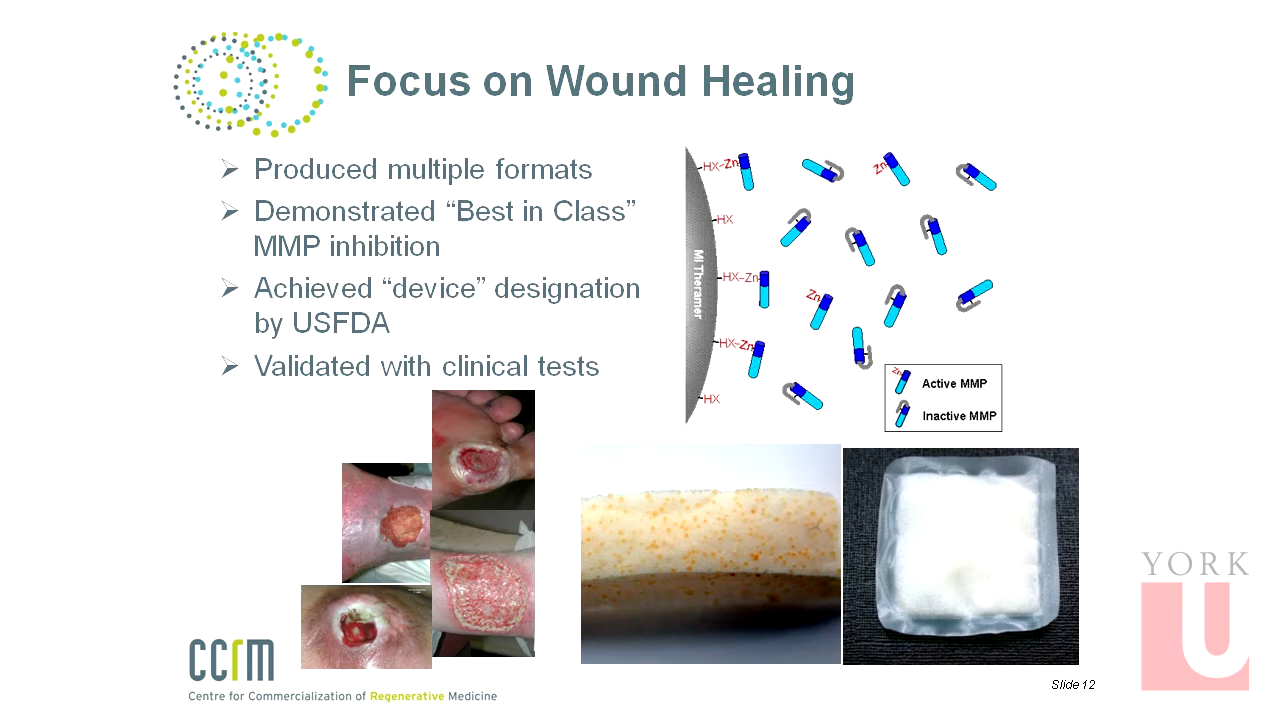 Focus on Wound Healing
Produced multiple formats
Demonstrated “Best in Class”
MMP inhibition
Achieved “device” designation
by USFDA
Validated with clinical tests
HX-Zn
Zn
HX
MI Theramer
HX-Zn
Zn
HX-Zn
HX
Zn
Active MMP
Inactive MMP
ccrm
Centre for Commercialization of Regenerative Medicine
YORK
U
Slide 12